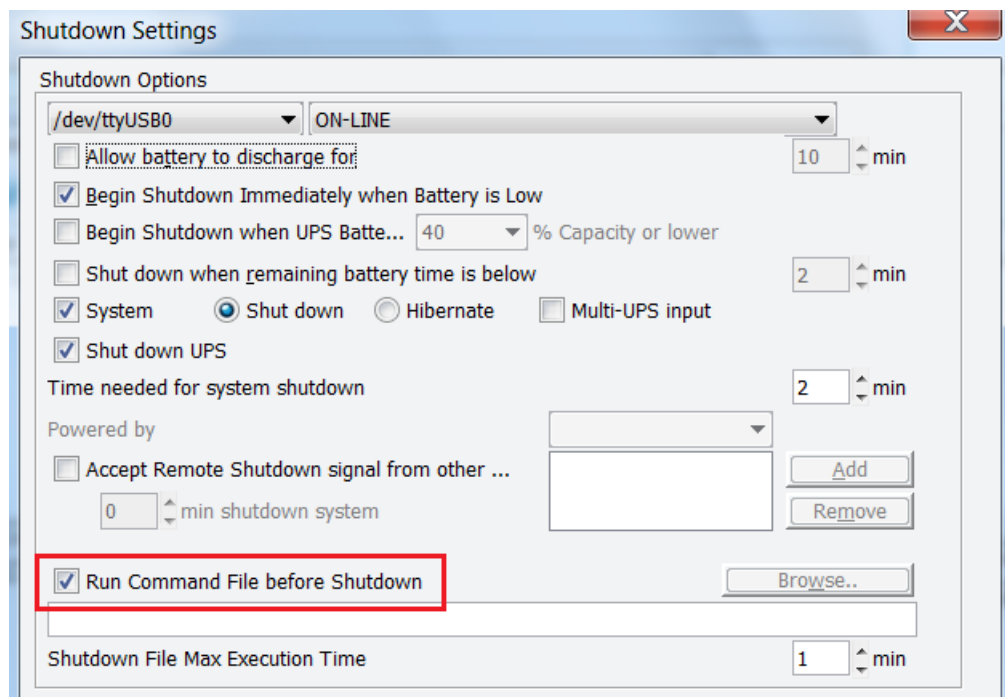 Shutdown Settings
X
Shutdown Options
/dev/ttyUSB0 ON-LINE
Allow battery to discharge for 10 min
Begin Shutdown Immediately when Battery is Low
Begin Shutdown when UPS Batte... 40 % Capacity or lower
Shut down when remaining battery time is below 2 min
System Shut down Hibernate Multi-UPS input
Shut down UPS
Time needed for system shutdown 2 min
Powered by
Accept Remote Shutdown signal from other ... Add
0 min shutdown system Remove
Run Command File before Shutdown Browse..
Shutdown File Max Execution Time 1 min